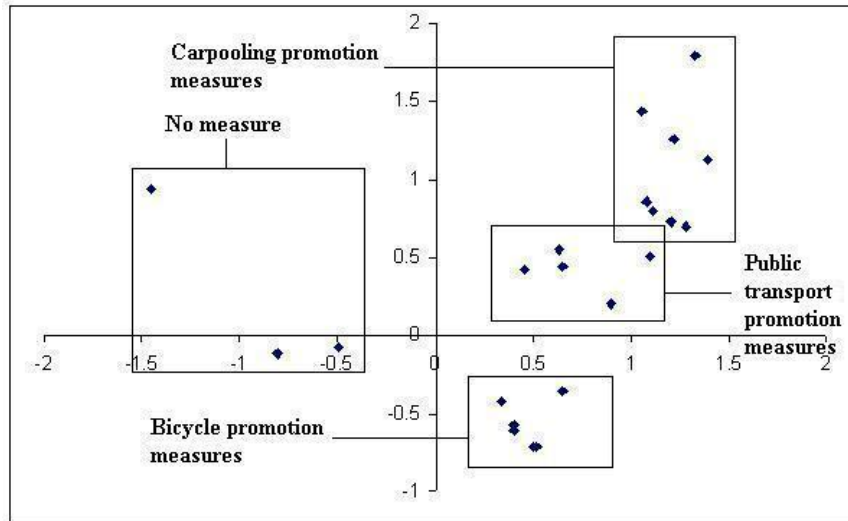 2
Carpooling promotion
measures
1.5
No measure
1
0.5
Public
transport
promotion
measures
0
-2
-1.5
-1
-0.5
0
0.5
1
1.5
2
-0.5
Bicycle promotion
measures
-1